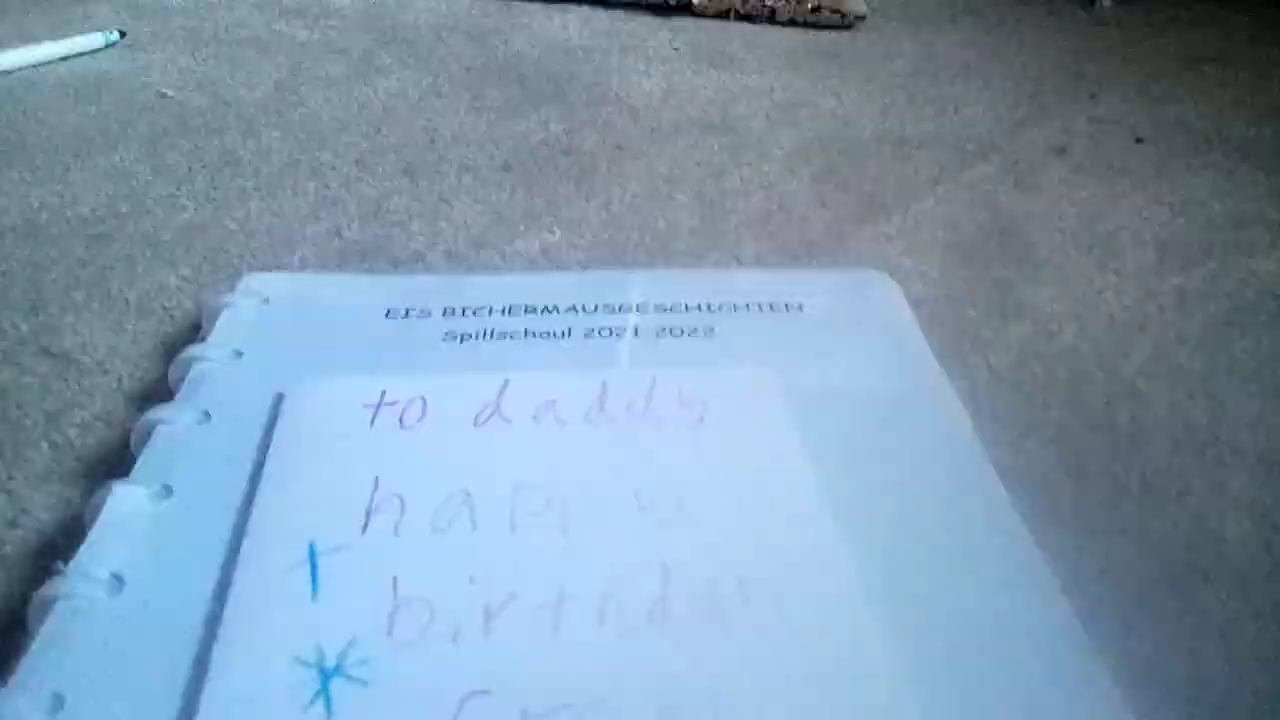 EIS BICHERMAUSGESCHICHTEN
Spillschoul 2021-2022
to daddy
happy
birthday